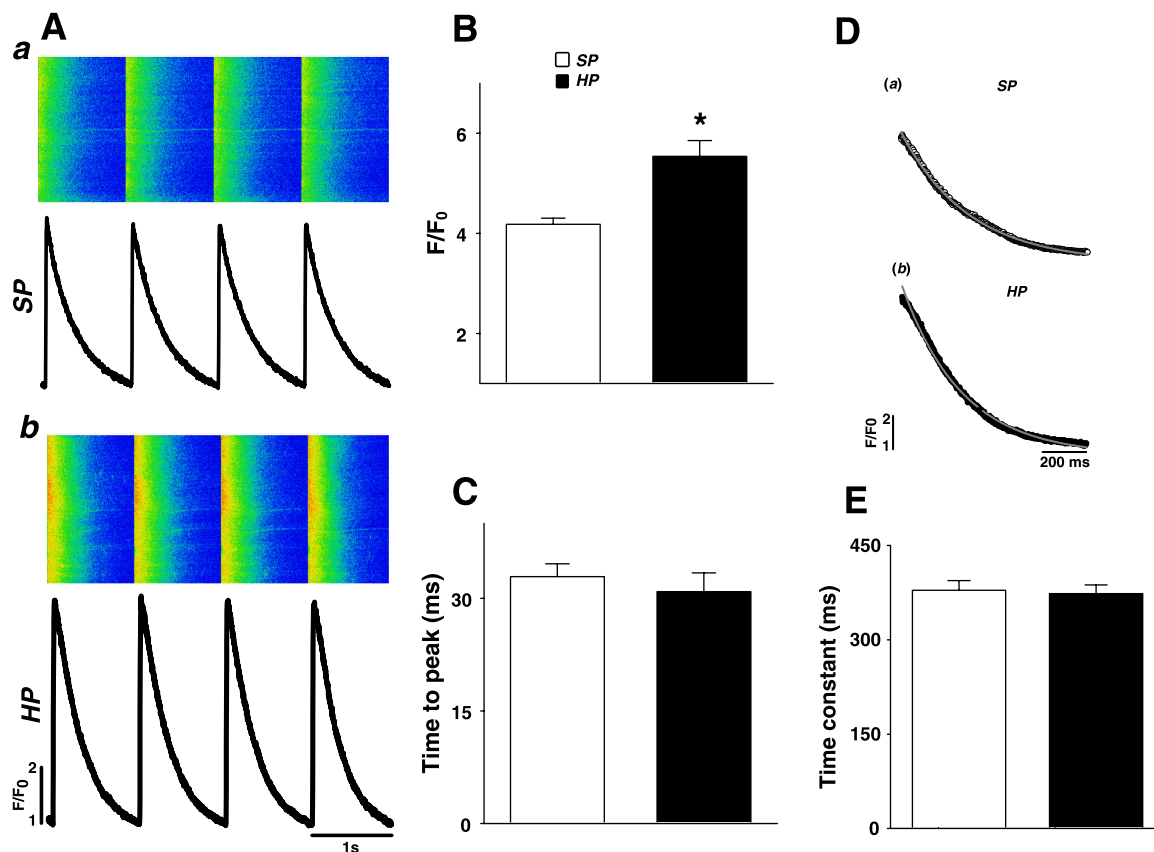 A
a
SP
b
HP
F/F0
2
1
1s
B
SP
HP
*
F/F0
6
4
2
C
Time to peak (ms)
30
15
0
D
(a) SP
(b) HP
F/F0
2
1
200 ms
E
Time constant (ms)
450
300
150
0